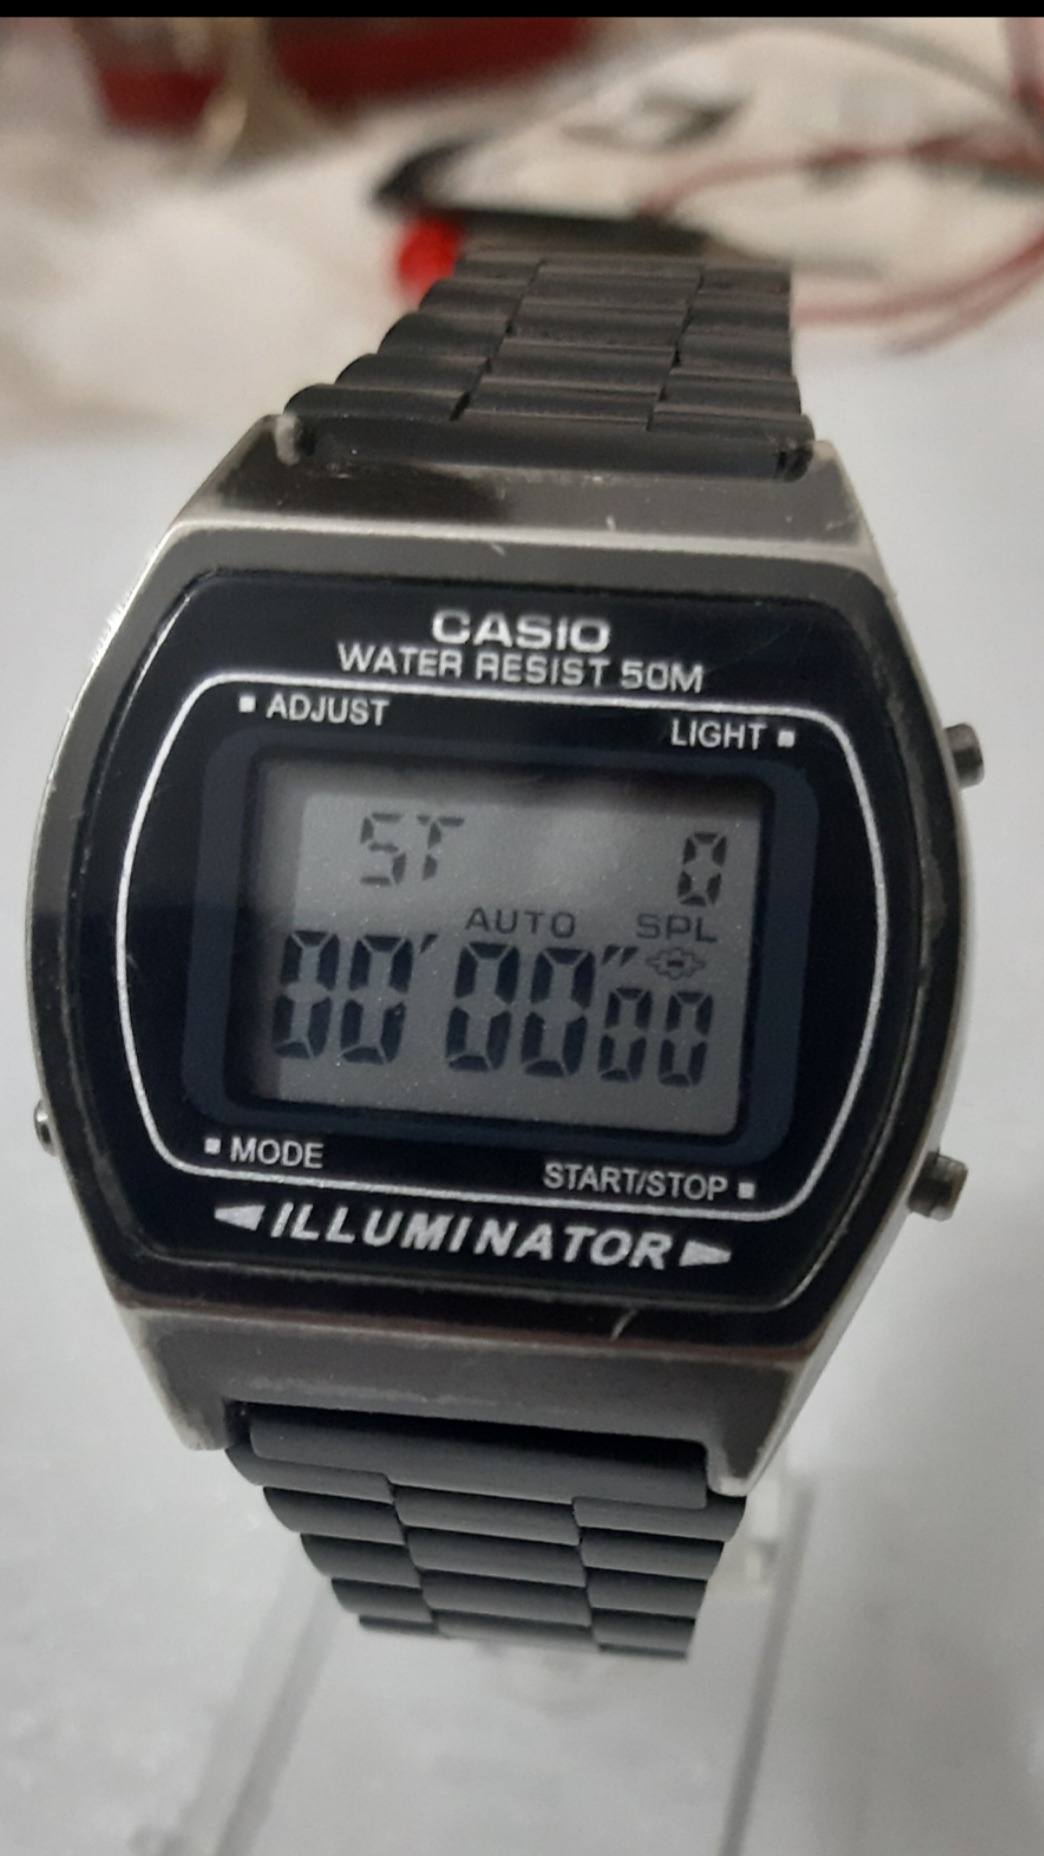 CASIO
WATER RESIST 50M
ADJUST
LIGHT
ST 0
AUTO SPL
00'00"00
MODE
START/STOP
ILLUMINATOR